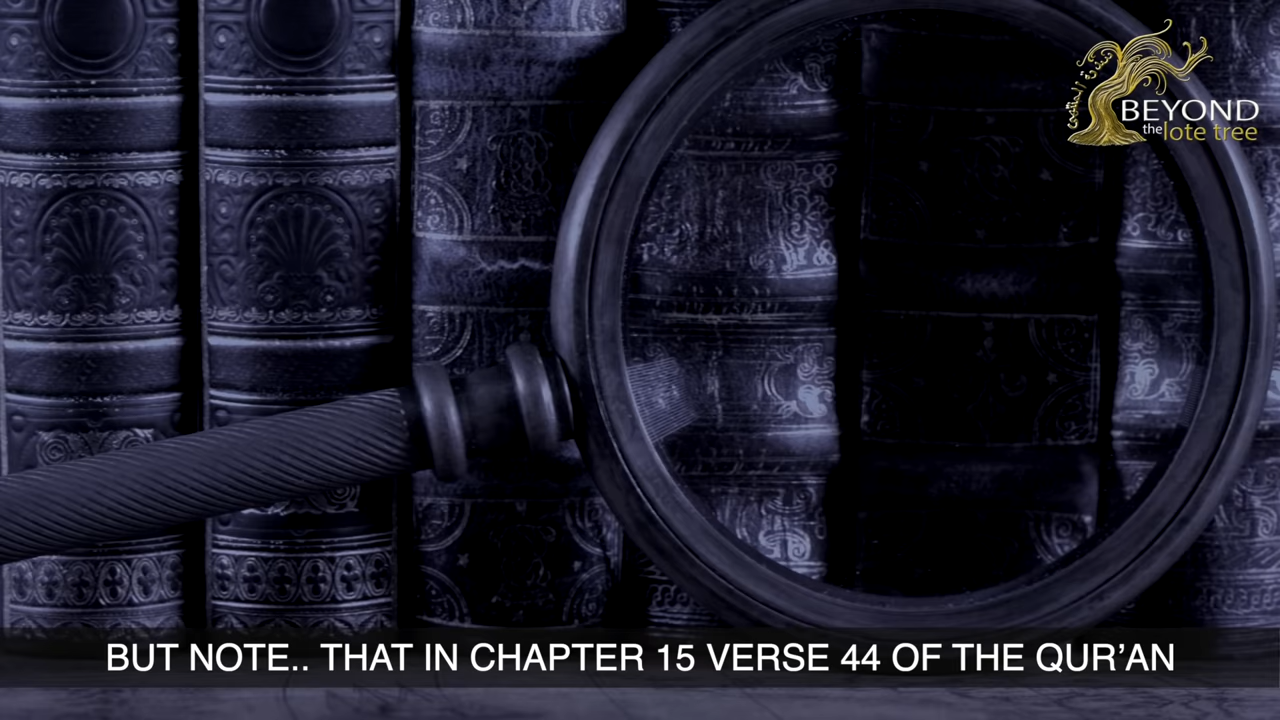 BEYOND
the lote tree
BUT NOTE.. THAT IN CHAPTER 15 VERSE 44 OF THE QUR’AN